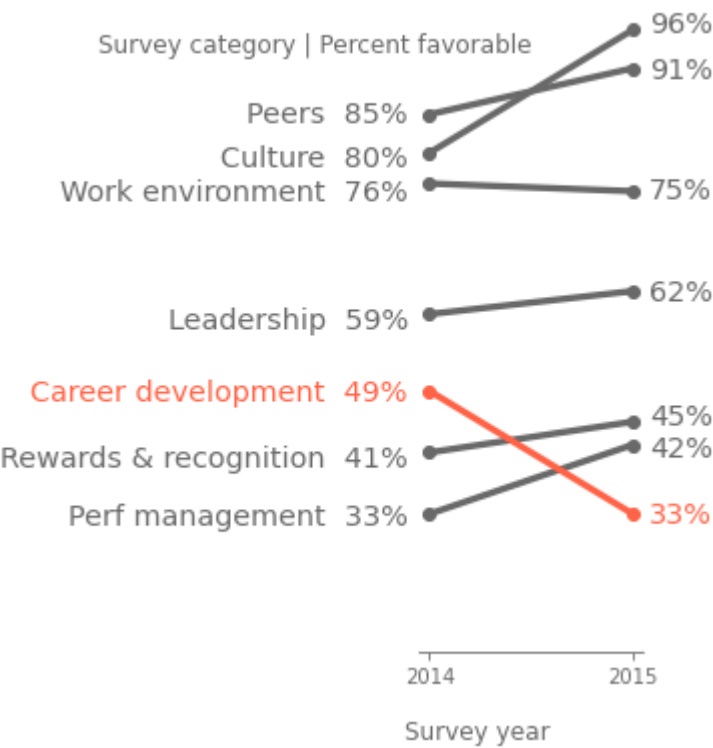 96%
Survey category | Percent favorable
91%
Peers 85%
Culture 80%
Work environment 76% 75%
62%
Leadership 59%
Career development 49%
45%
Rewards & recognition 41% 42%
Perf management 33% 33%
2014 2015
Survey year